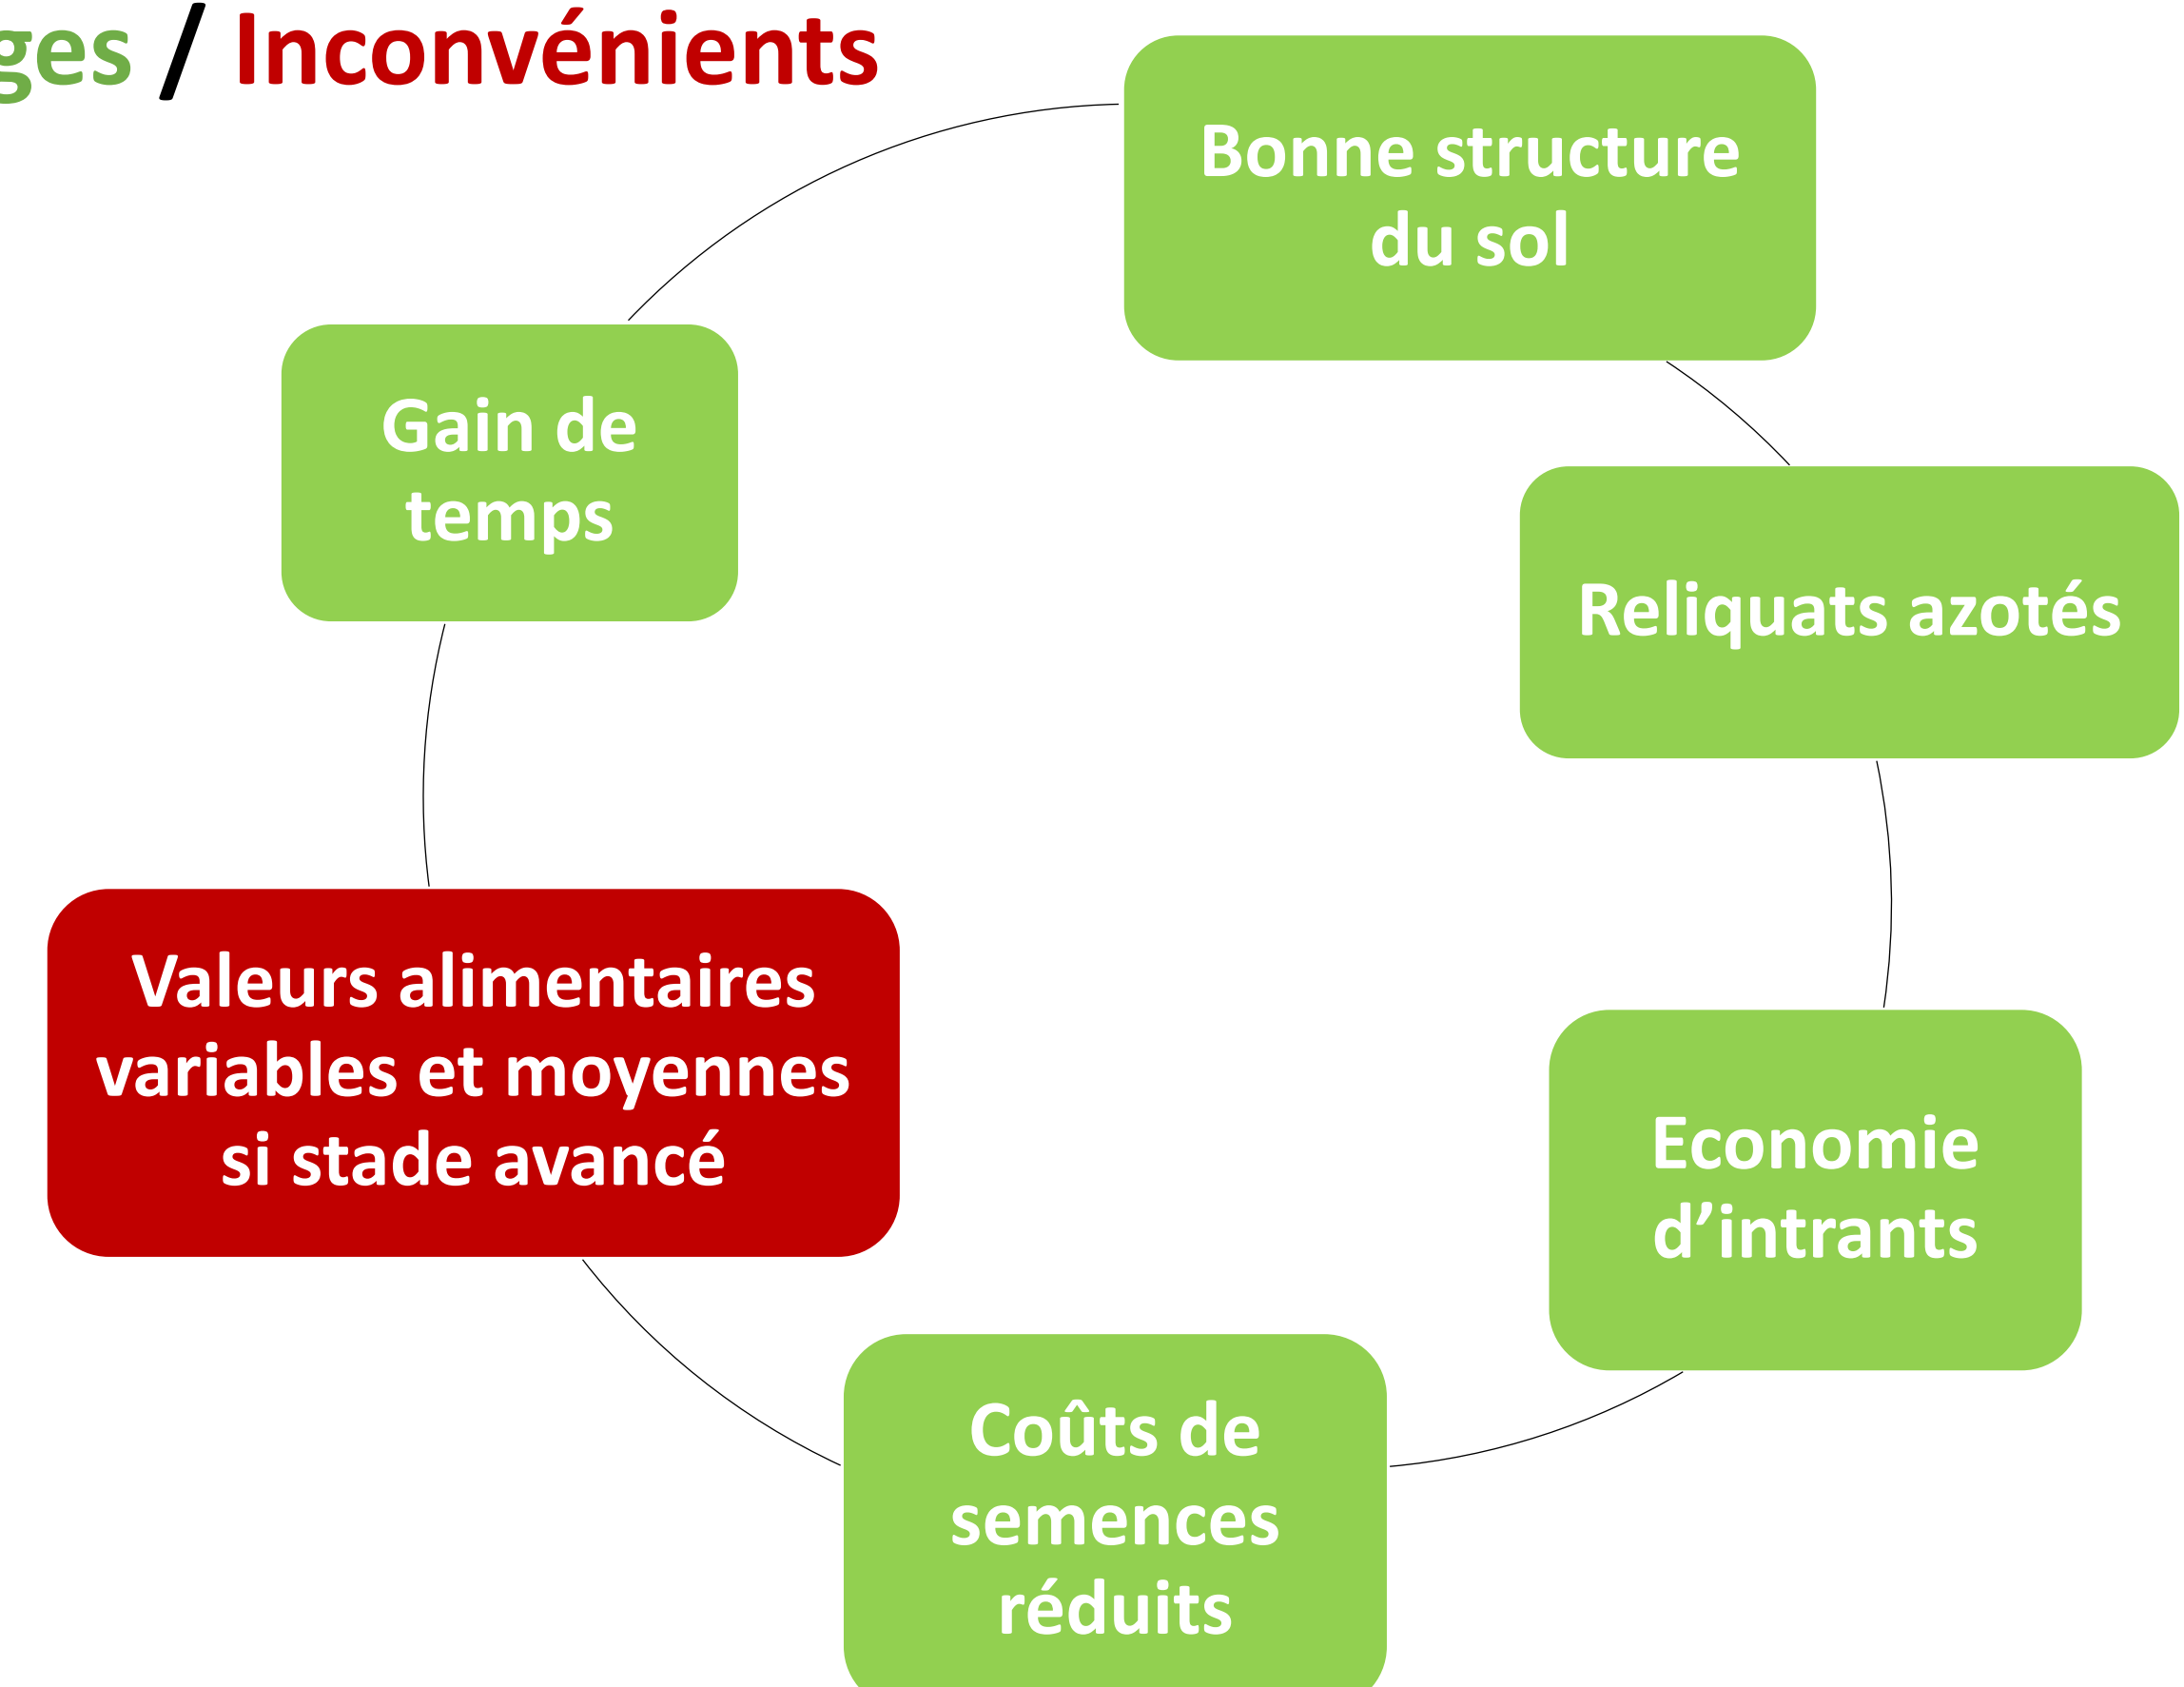 ges / Inconvénients
Bonne structure
du sol
Gain de
temps
Reliquats azotés
Valeurs alimentaires
variables et moyennes
si stade avancé
Economie
d’intrants
Coûts de
semences
réduits